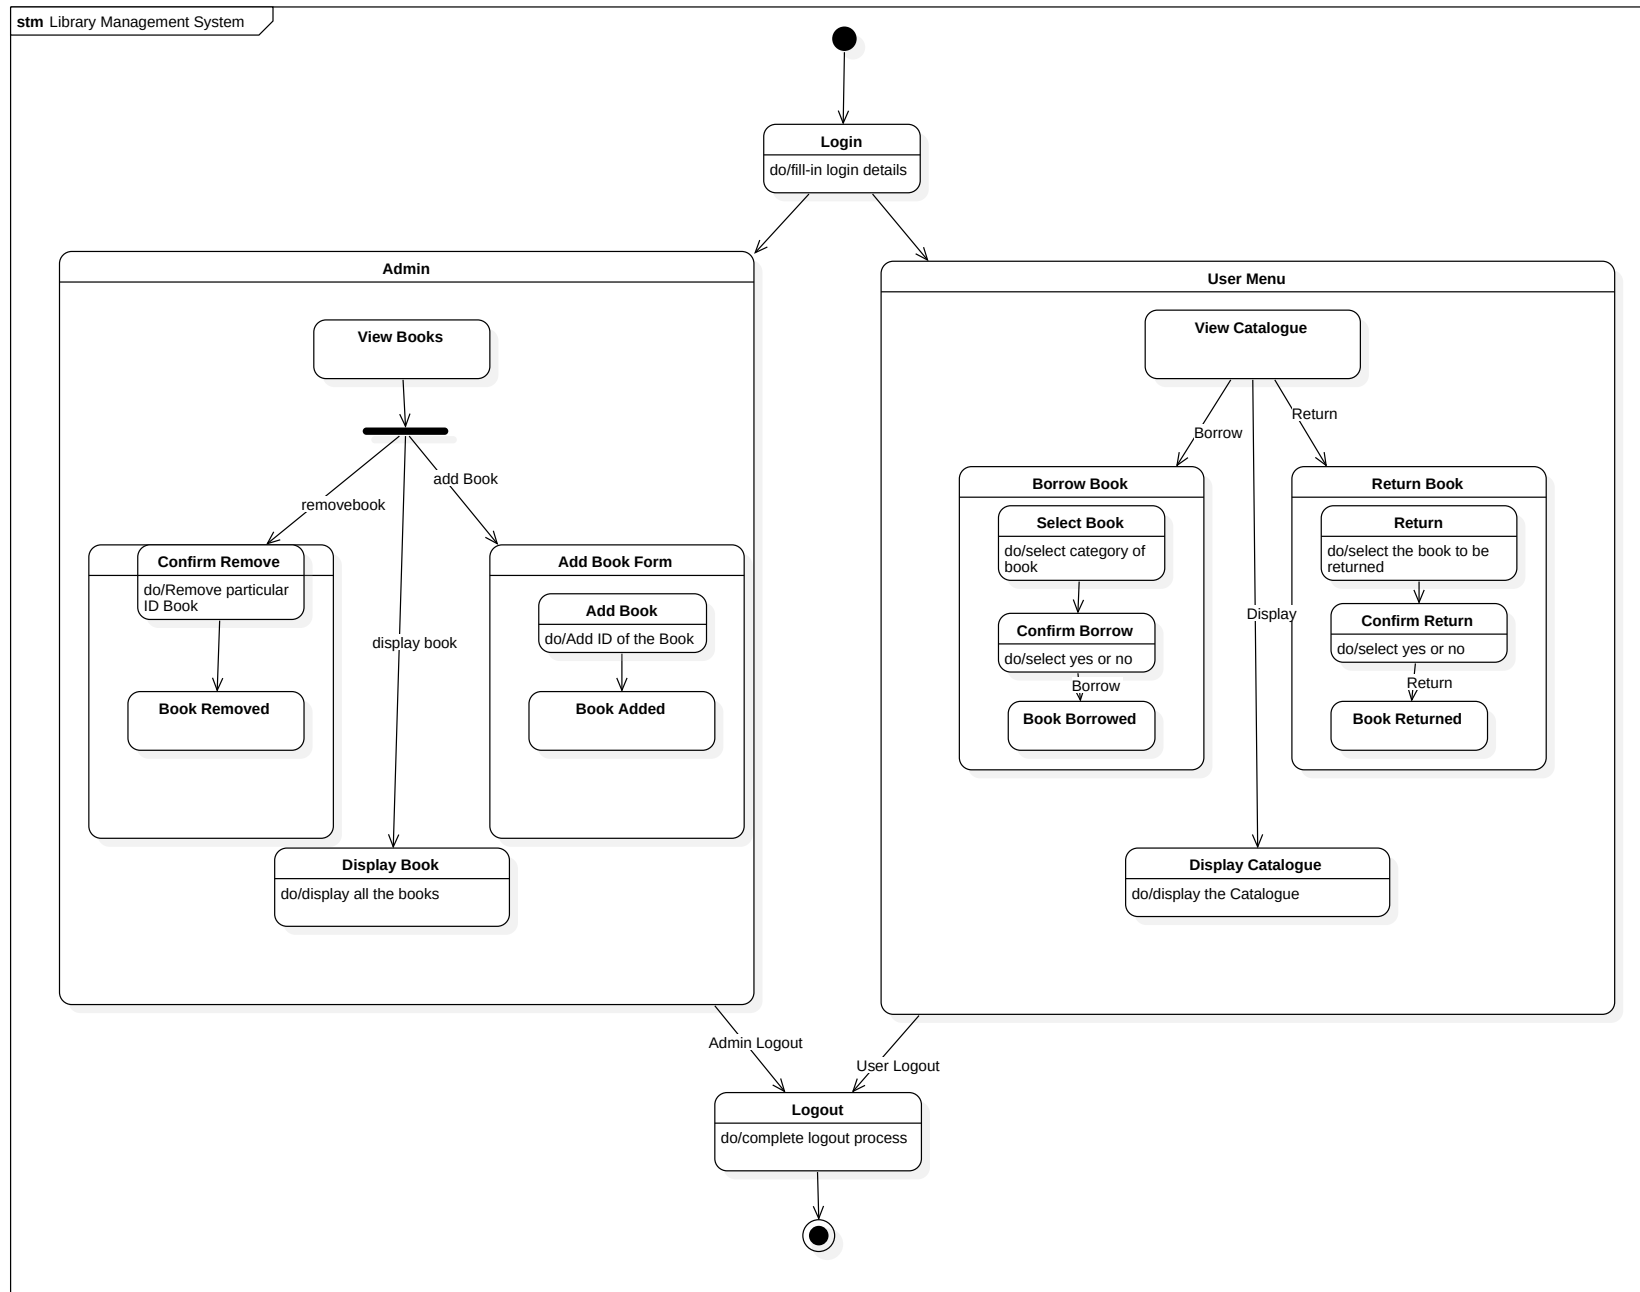 stm Library Management System
Login
do/fill-in login details
Admin
View Books
removebook
add Book
display book
Confirm Remove
do/Remove particular
ID Book
Book Removed
Add Book Form
Add Book
do/Add ID of the Book
Book Added
Display Book
do/display all the books
User Menu
View Catalogue
Borrow
Return
Display
Borrow Book
Select Book
do/select category of
book
Confirm Borrow
do/select yes or no
Borrow
Book Borrowed
Return Book
Return
do/select the book to be
returned
Confirm Return
do/select yes or no
Return
Book Returned
Display Catalogue
do/display the Catalogue
Admin Logout
User Logout
Logout
do/complete logout process